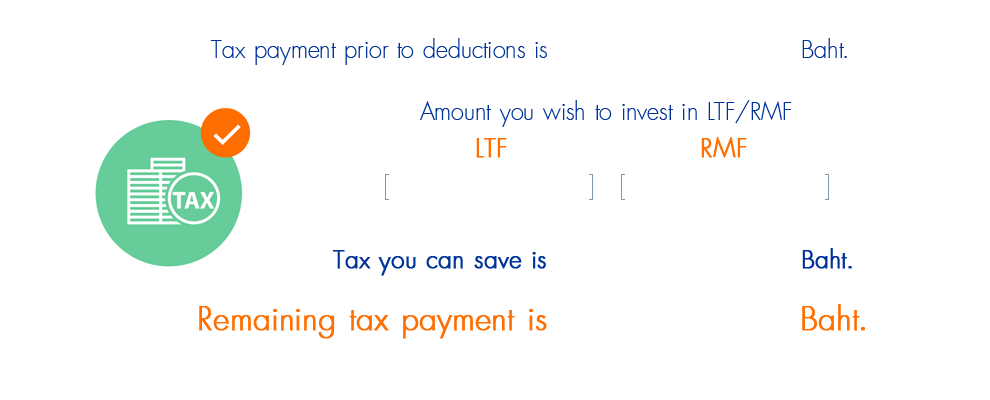 Tax payment prior to deductions is Baht.
Amount you wish to invest in LTF/RMF
LTF RMF
[ ] [ ]
TAX
Tax you can save is Baht.
Remaining tax payment is Baht.